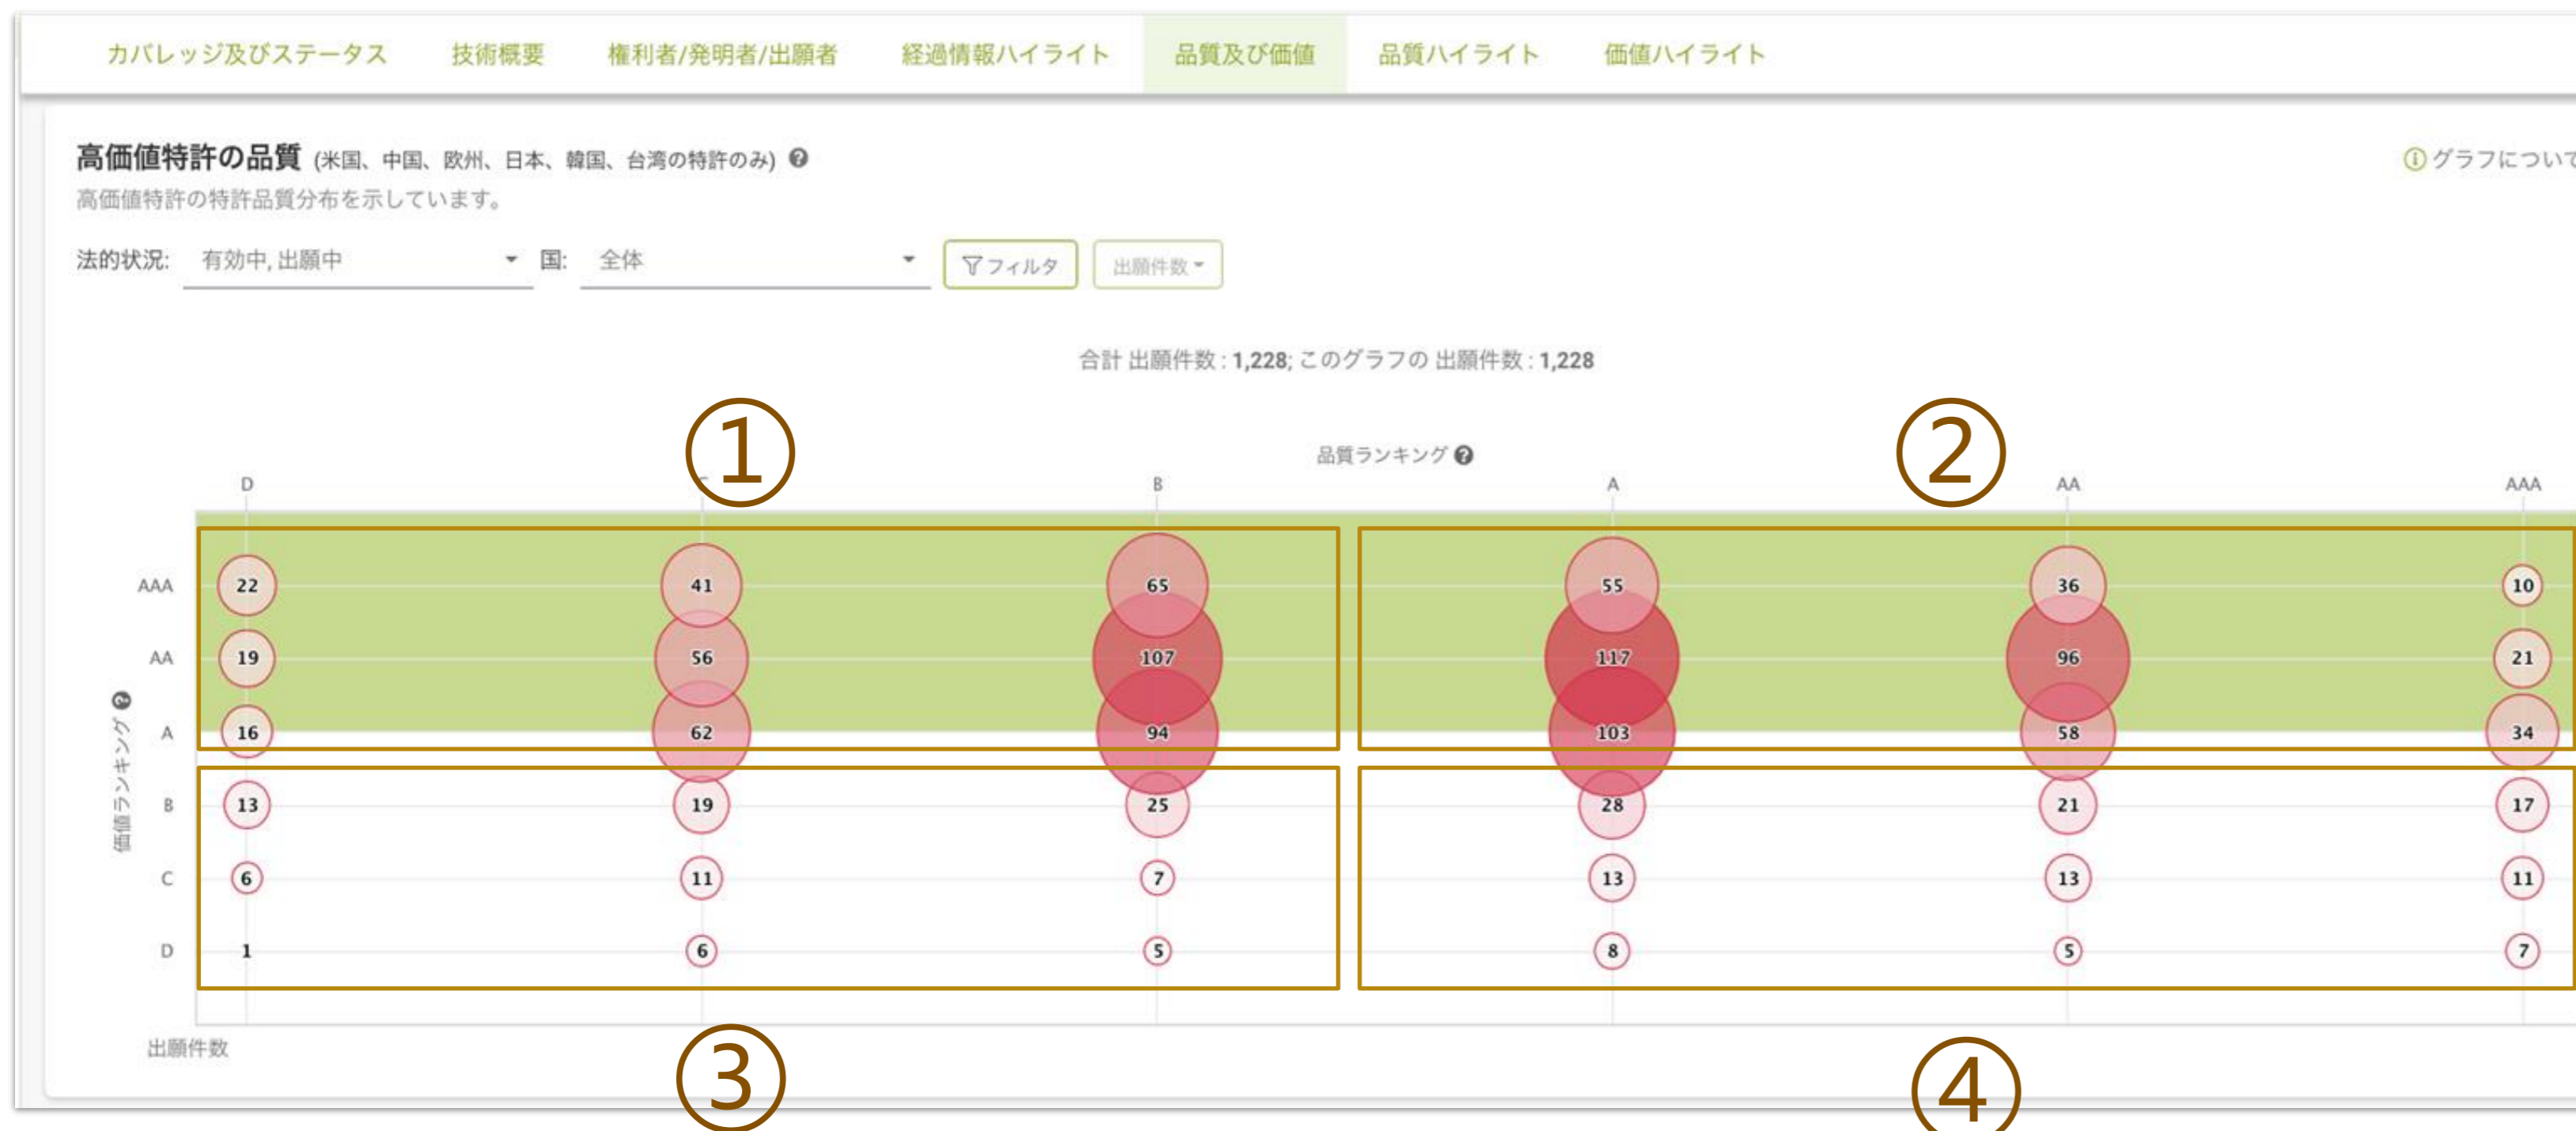 カバレッジ及びステータス 技術概要 権利者/発明者/出願者 経過情報ハイライト 品質及び価値 品質ハイライト 価値ハイライト
高価値特許の品質 (米国、中国、欧州、日本、韓国、台湾の特許のみ) ?
グラフについて
高価値特許の特許品質分布を示しています。
法的状況: 有効中, 出願中 国: 全体 フィルタ 出願件数
合計 出願件数 : 1,228; このグラフの 出願件数 : 1,228
① ②
品質ランキング ?
D B A AA AAA
AAA 22 41 65 55 36 10
AA 19 56 107 117 96 21
A 16 62 94 103 58 34
B 13 19 25 28 21 17
C 6 11 7 13 13 11
D 1 6 5 8 5 7
価値ランキング ?
出願件数
③ ④